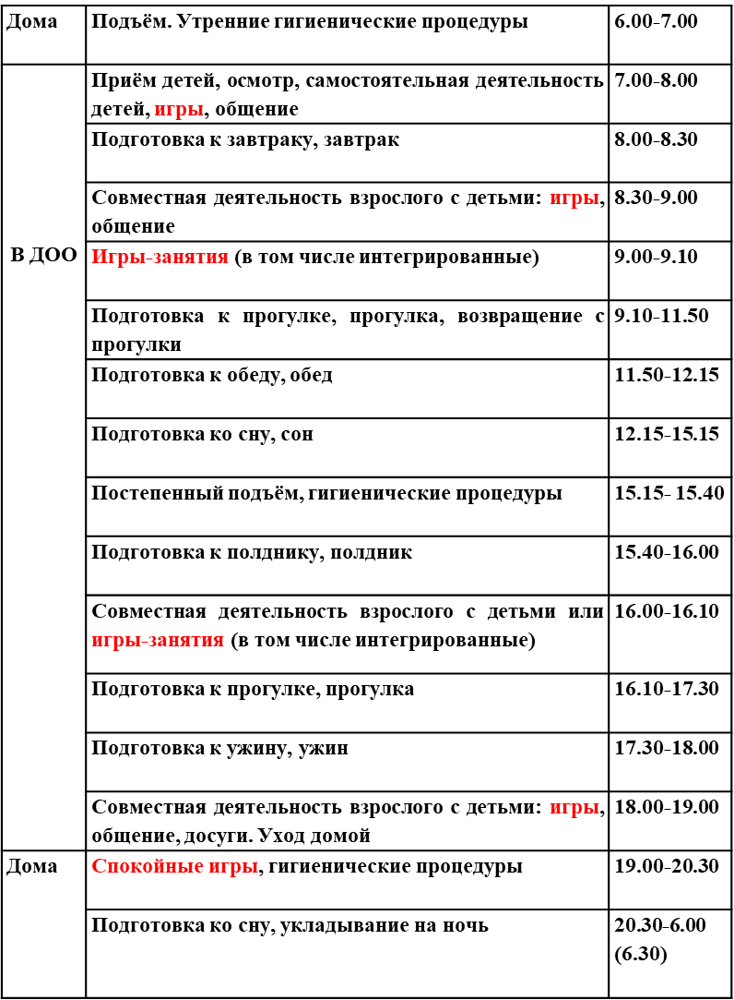 Дома
Подъём. Утренние гигиенические процедуры
6.00-7.00
В ДОО
Приём детей, осмотр, самостоятельная деятельность
детей, игры, общение
7.00-8.00
Подготовка к завтраку, завтрак
8.00-8.30
Совместная деятельность взрослого с детьми: игры,
общение
8.30-9.00
Игры-занятия (в том числе интегрированные)
9.00-9.10
Подготовка к прогулке, прогулка, возвращение с
прогулки
9.10-11.50
Подготовка к обеду, обед
11.50-12.15
Подготовка ко сну, сон
12.15-15.15
Постепенный подъём, гигиенические процедуры
15.15- 15.40
Подготовка к полднику, полдник
15.40-16.00
Совместная деятельность взрослого с детьми или
игры-занятия (в том числе интегрированные)
16.00-16.10
Подготовка к прогулке, прогулка
16.10-17.30
Подготовка к ужину, ужин
17.30-18.00
Совместная деятельность взрослого с детьми: игры,
общение, досуги. Уход домой
18.00-19.00
Дома
Спокойные игры, гигиенические процедуры
19.00-20.30
Подготовка ко сну, укладывание на ночь
20.30-6.00
(6.30)